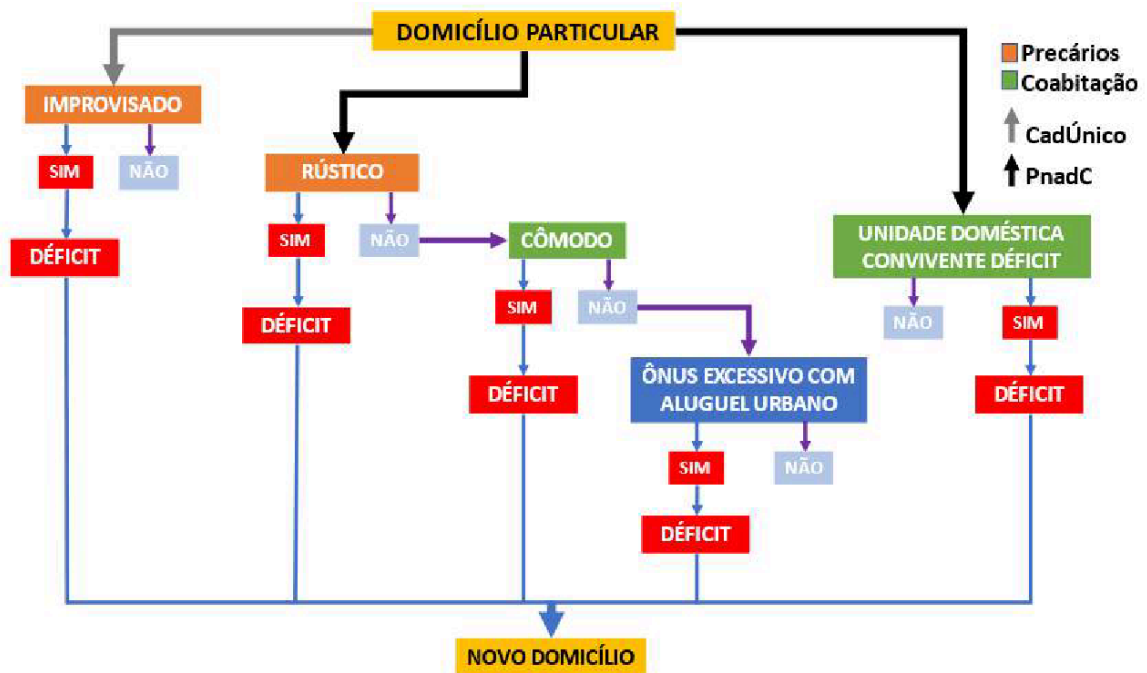 DOMICÍLIO PARTICULAR
Precários
Coabitação
CadÚnico
PnadC
IMPROVISADO
SIM
NÃO
DÉFICIT
RÚSTICO
SIM
NÃO
DÉFICIT
CÔMODO
SIM
NÃO
DÉFICIT
ÔNUS EXCESSIVO COM
ALUGUEL URBANO
SIM
NÃO
DÉFICIT
UNIDADE DOMÉSTICA
CONVIVENTE DÉFICIT
NÃO
SIM
DÉFICIT
NOVO DOMICÍLIO